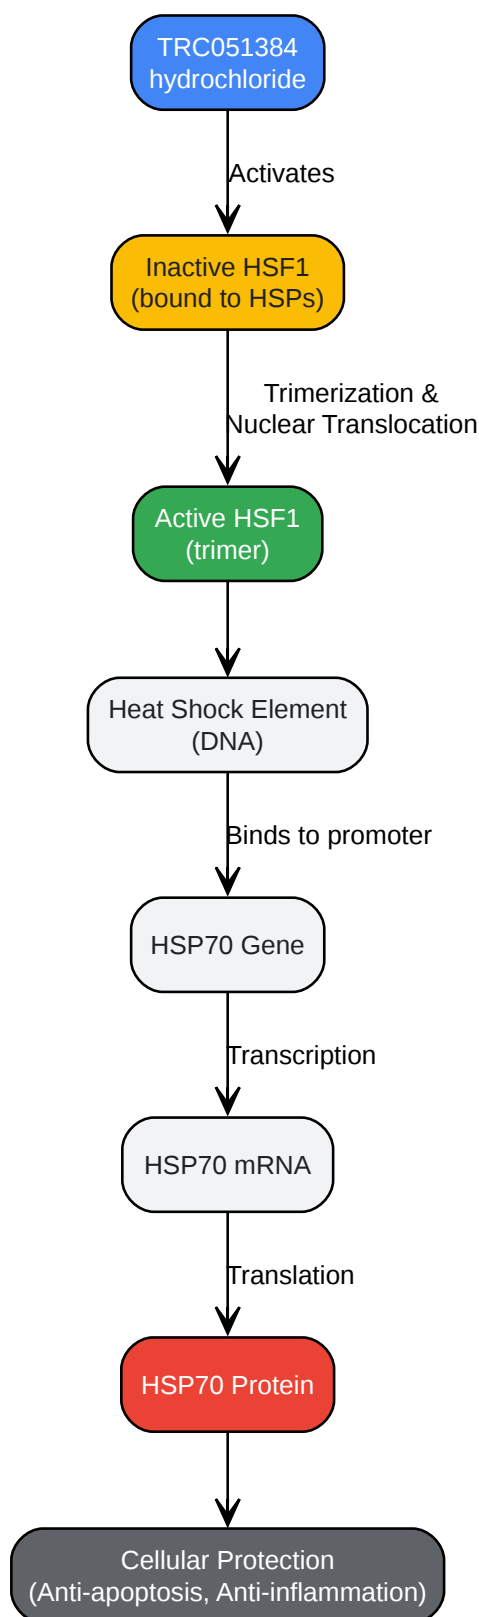 TRC051384
hydrochloride
Activates
Inactive HSF1
(bound to HSPs)
Trimerization &
Nuclear Translocation
Active HSF1
(trimer)
Heat Shock Element
(DNA)
Binds to promoter
HSP70 Gene
Transcription
HSP70 mRNA
Translation
HSP70 Protein
Cellular Protection
(Anti-apoptosis, Anti-inflammation)